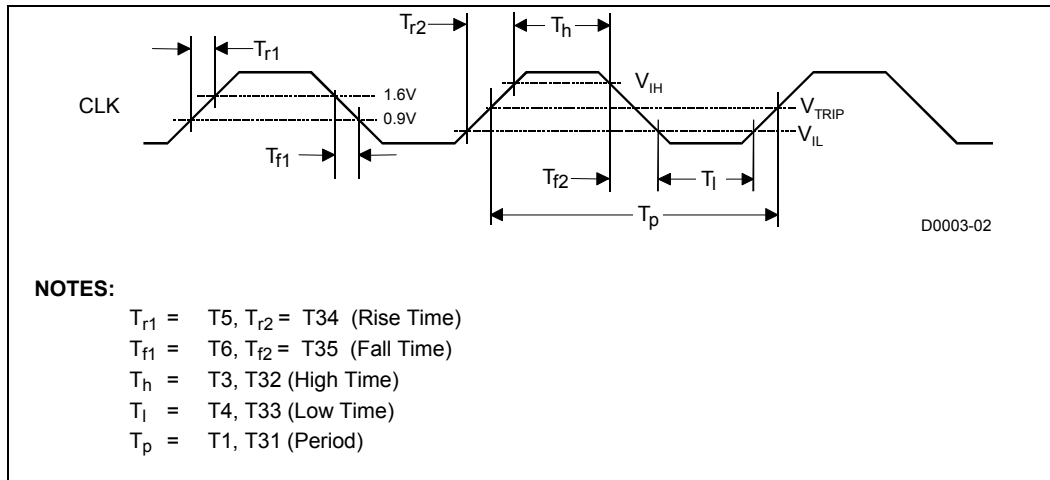 Tr2
Th
Tr1
VIH
CLK
1.6V
VTRIP
0.9V
VIL
Tf1
Tf2
Tl
Tp
D0003-02
NOTES:
Tr1 = T5, Tr2 = T34 (Rise Time)
Tf1 = T6, Tf2 = T35 (Fall Time)
Th = T3, T32 (High Time)
Tl = T4, T33 (Low Time)
Tp = T1, T31 (Period)